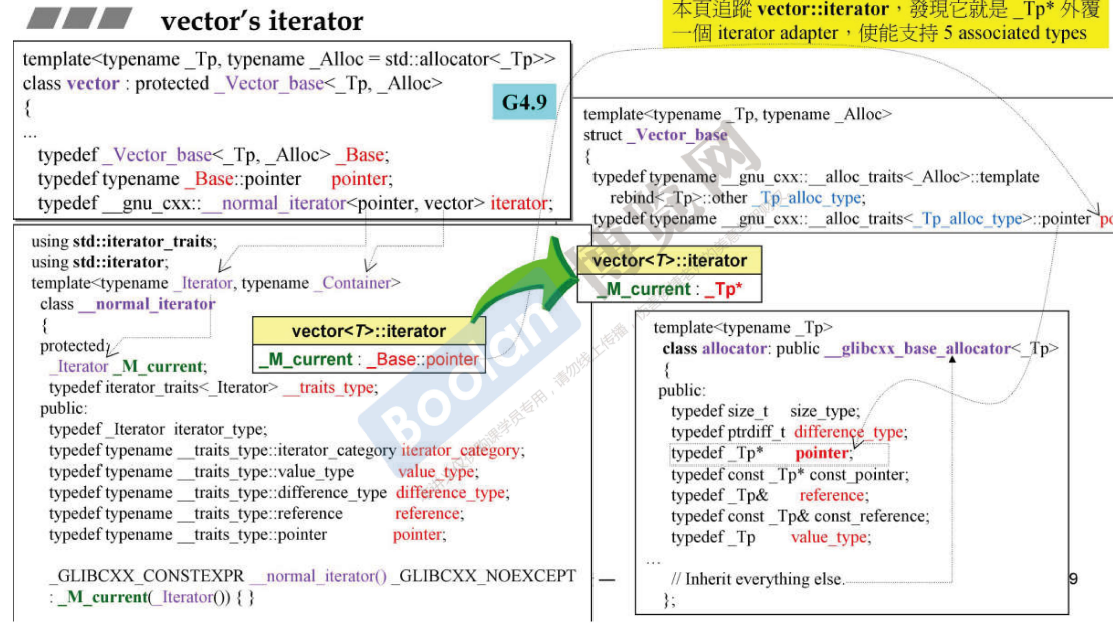 vector's iterator
本頁追蹤 vector::iterator，發現它就是 _Tp* 外覆
一個 iterator adapter，使能支持 5 associated types
template<typename _Tp, typename _Alloc = std::allocator<_Tp>>
class vector : protected _Vector_base<_Tp, _Alloc>
{
...
typedef _Vector_base<_Tp, _Alloc> _Base;
typedef typename _Base::pointer pointer;
typedef __gnu_cxx::__normal_iterator<pointer, vector> iterator;
G4.9
template<typename _Tp, typename _Alloc>
struct _Vector_base
{
typedef typename __gnu_cxx::__alloc_traits<_Alloc>::template
rebind<_Tp>::other _Tp_alloc_type;
typedef typename __gnu_cxx::__alloc_traits<_Tp_alloc_type>::pointer po
using std::iterator_traits;
using std::iterator;
template<typename _Iterator, typename _Container>
class __normal_iterator
{
protected:
_Iterator _M_current;
typedef iterator_traits<_Iterator> __traits_type;
public:
typedef _Iterator iterator_type;
typedef typename __traits_type::iterator_category iterator_category;
typedef typename __traits_type::value_type value_type;
typedef typename __traits_type::difference_type difference_type;
typedef typename __traits_type::reference reference;
typedef typename __traits_type::pointer pointer;
_GLIBCXX_CONSTEXPR __normal_iterator() _GLIBCXX_NOEXCEPT
: _M_current(_Iterator()) { }
vector<T>::iterator
_M_current : _Base::pointer
vector<T>::iterator
_M_current : _Tp*
template<typename _Tp>
class allocator: public __glibcxx_base_allocator<_Tp>
{
public:
typedef size_t size_type;
typedef ptrdiff_t difference_type;
typedef _Tp* pointer;
typedef const _Tp* const_pointer;
typedef _Tp& reference;
typedef const _Tp& const_reference;
typedef _Tp value_type;
...
// Inherit everything else.
};
—
9
Boolan
博览网